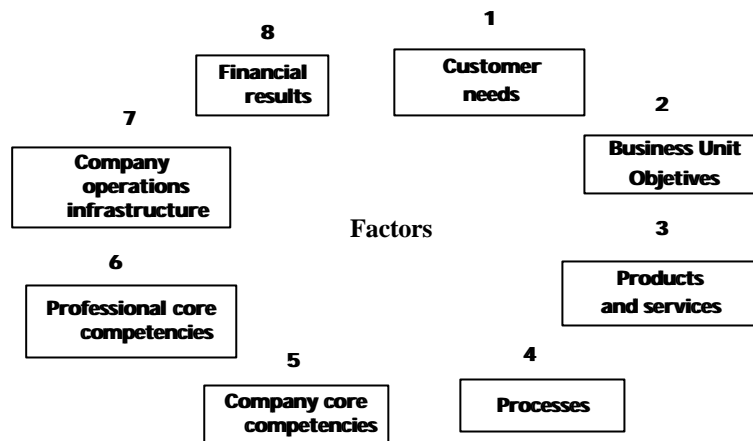 1
Customer
needs
2
Business Unit
Objetives
3
Products
and services
4
Processes
5
Company core
competencies
6
Professional core
competencies
7
Company
operations
infrastructure
8
Financial
results
Factors